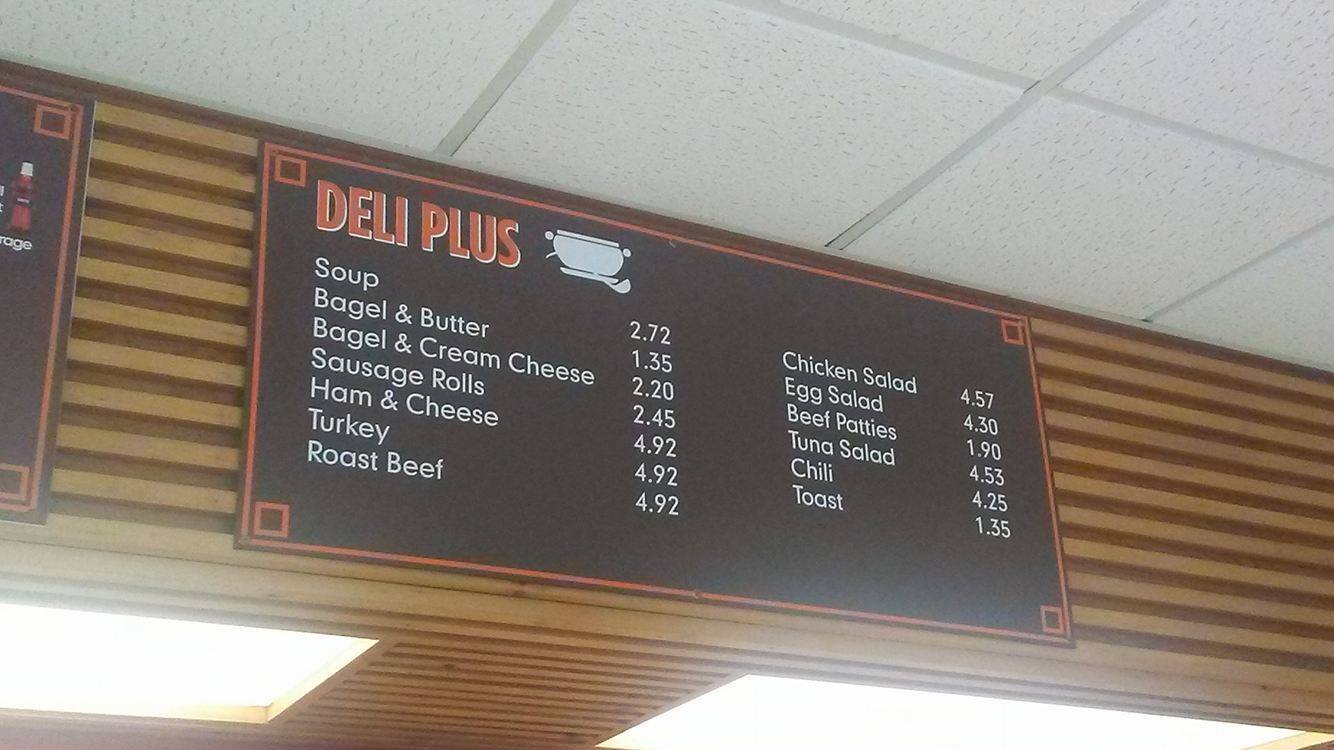 DELI PLUS
Soup 2.72
Bagel & Butter 1.35
Bagel & Cream Cheese 2.20
Sausage Rolls 2.45
Ham & Cheese 4.92
Turkey 4.92
Roast Beef 4.92
Chicken Salad 4.57
Egg Salad 4.30
Beef Patties 1.90
Tuna Salad 4.53
Chili 4.25
Toast 1.35